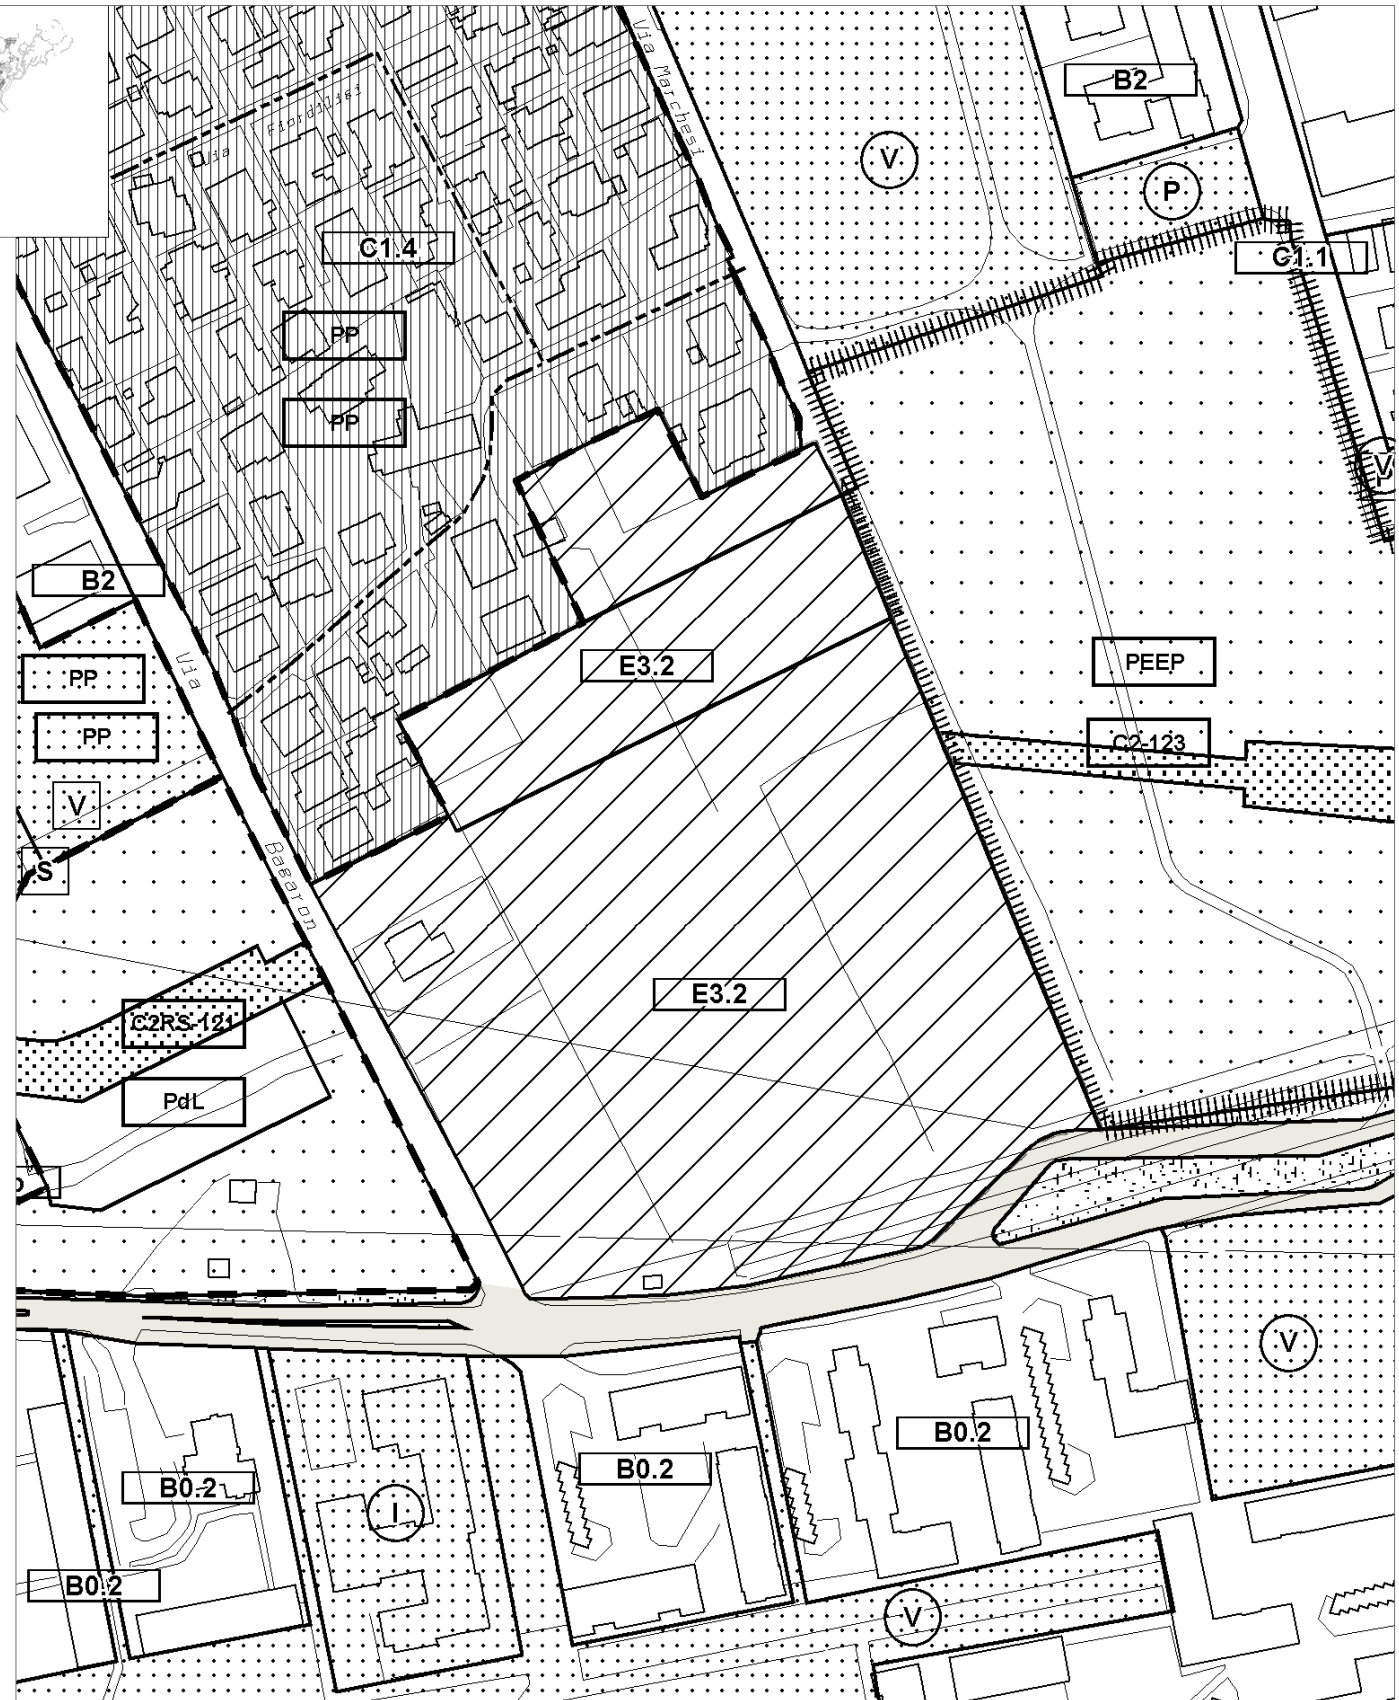 Via Marchesi
B2
Via Fiordiligi
V
P
C1.4
C1.1
PP
PP
V
B2
E3.2
PEEP
Via Bagaron
PP
PP
C2-123
V
S
E3.2
C2RS-121
PdL
V
B0.2
B0.2
B0.2
I
B0.2
V